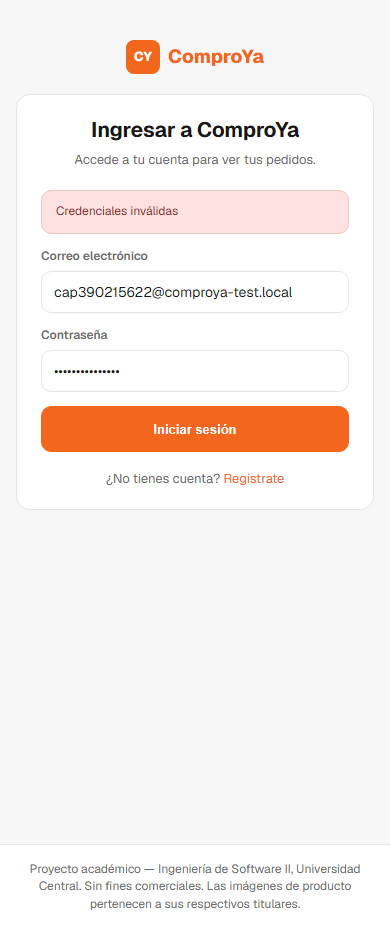 CY ComproYa
Ingresar a ComproYa
Accede a tu cuenta para ver tus pedidos.
Credenciales inválidas
Correo electrónico
cap390215622@comproya-test.local
Contraseña
•••••••••••••••
Iniciar sesión
¿No tienes cuenta? Regístrate
Proyecto académico — Ingeniería de Software II, Universidad
Central. Sin fines comerciales. Las imágenes de producto
pertenecen a sus respectivos titulares.